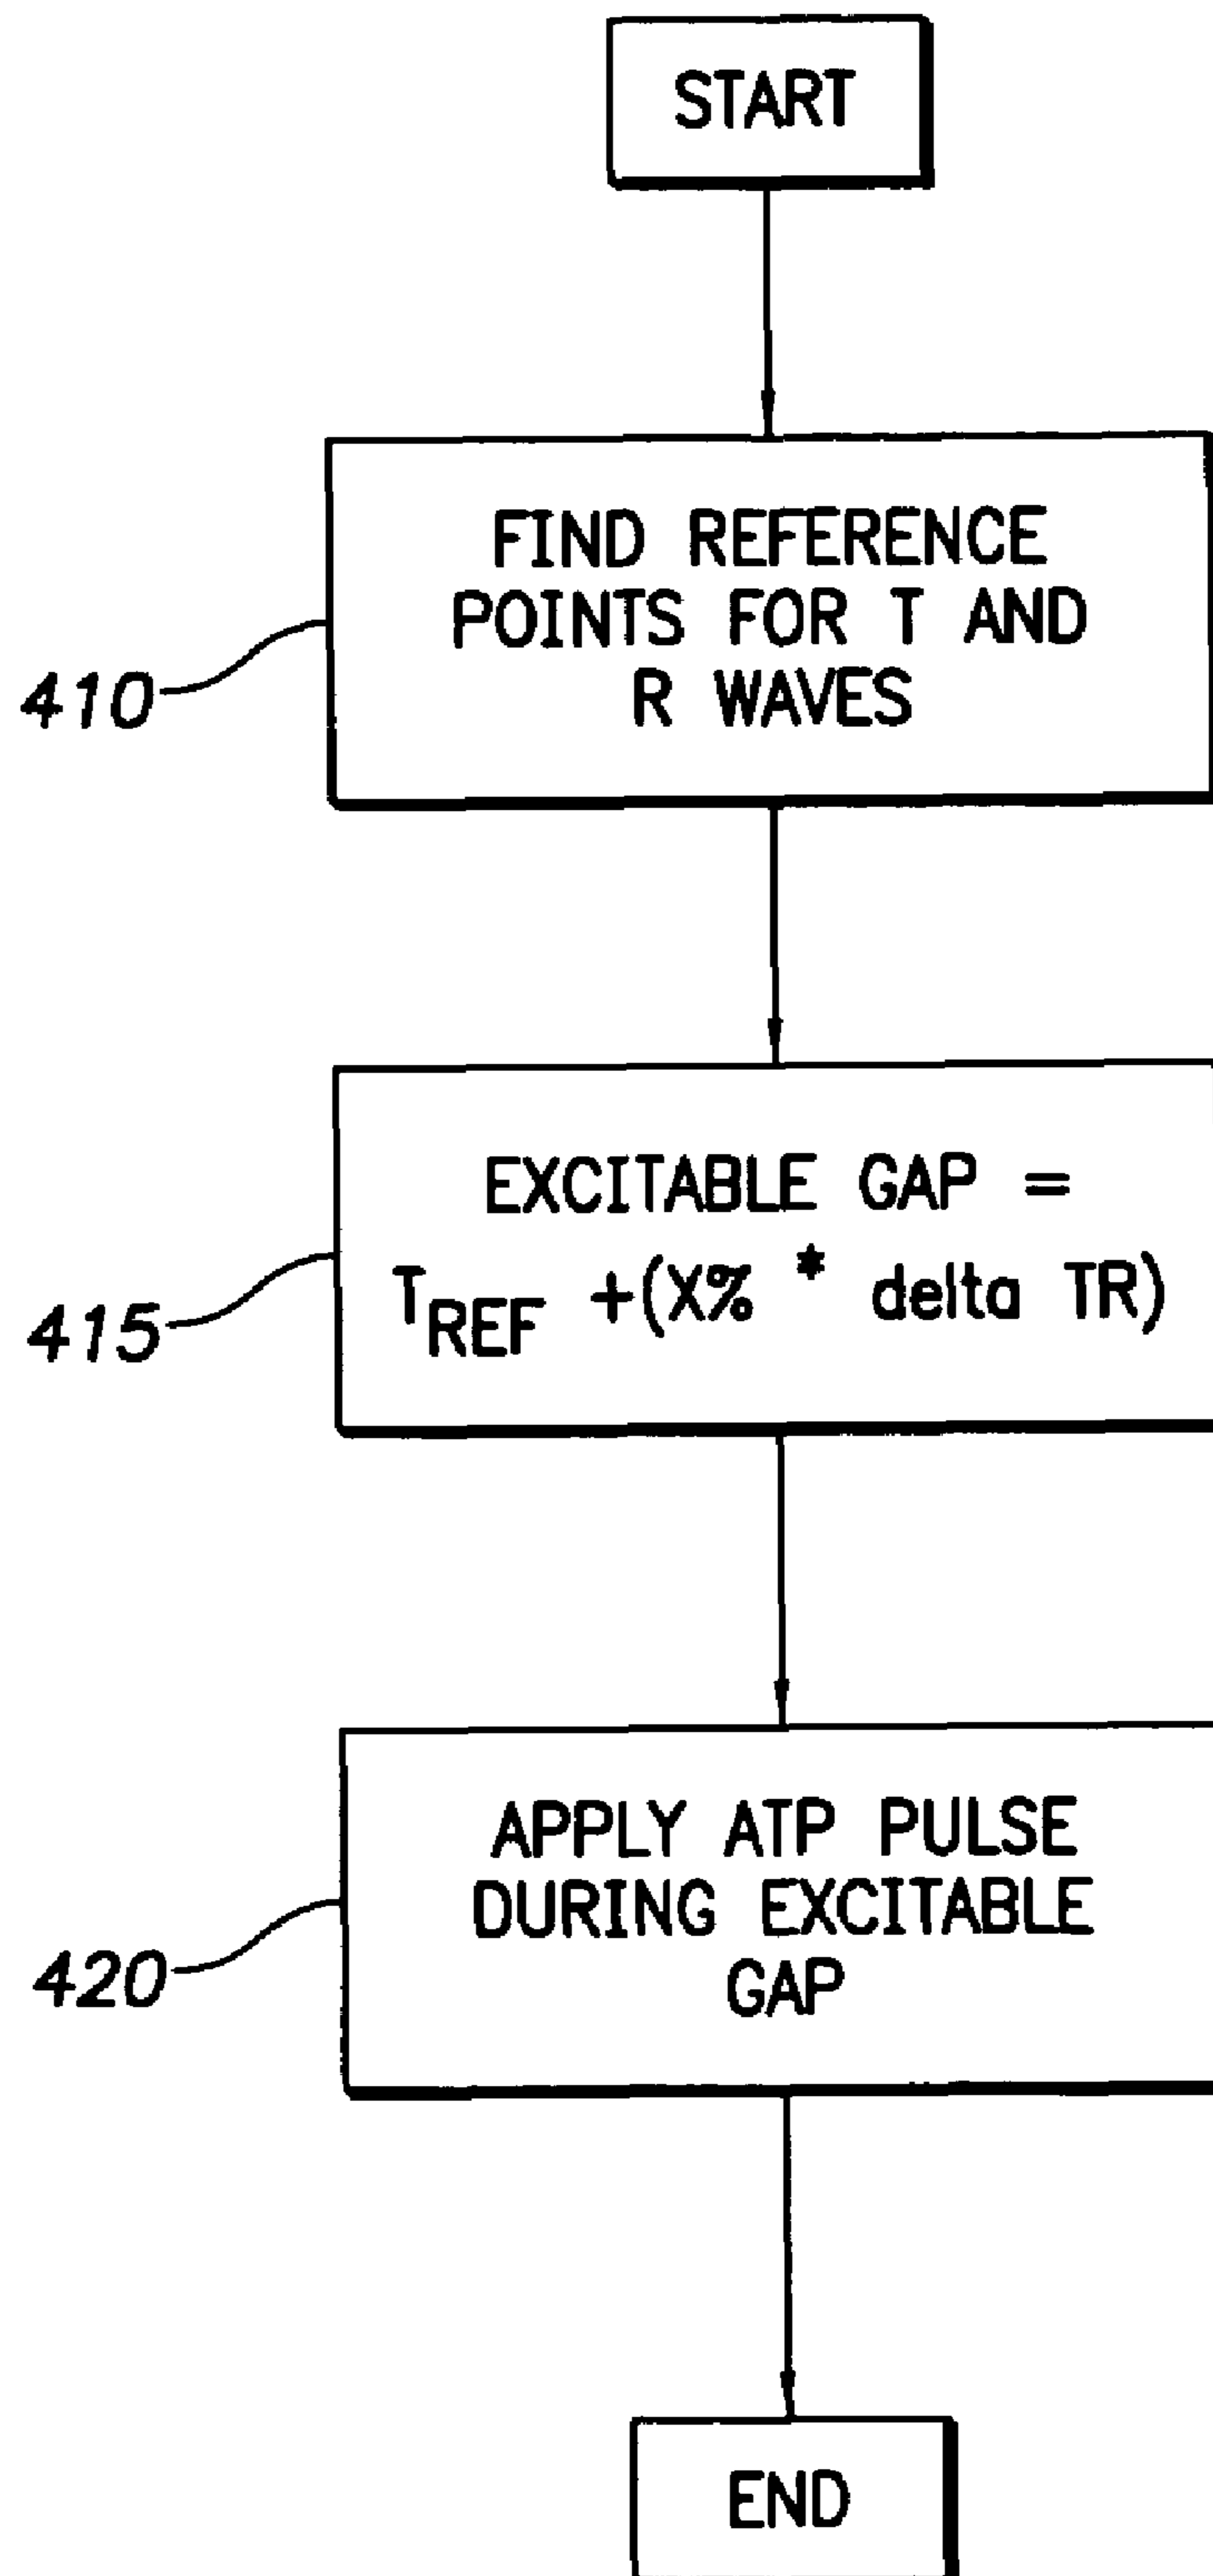 START
FIND REFERENCE
POINTS FOR T AND
R WAVES
410
EXCITABLE GAP =
T_REF +(X% * delta TR)
415
APPLY ATP PULSE
DURING EXCITABLE
GAP
420
END